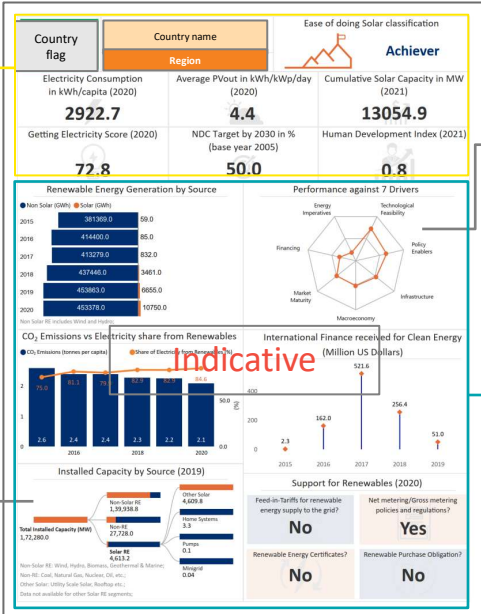 Country
flag
Country name
Region
Ease of doing Solar classification
Achiever
Electricity Consumption
in kWh/capita (2020)
2922.7
Average PVout in kWh/kWp/day
(2020)
4.4
Cumulative Solar Capacity in MW
(2021)
13054.9
Getting Electricity Score (2020)
72.8
NDC Target by 2030 in %
(base year 2005)
50.0
Human Development Index (2021)
0.8
Renewable Energy Generation by Source
Non Solar (GWH) Solar (GWH)
2015 381369.0 59.0
2016 414400.0 85.0
2017 413279.0 832.0
2018 437446.0 3461.0
2019 453863.0 6655.0
2020 453378.0 10750.0
Non Solar RE includes Wind and Hydro;
Performance against 7 Drivers
Energy
Imperatives
Technological
Feasibility
Financing
Policy
Enablers
Market
Maturity
Infrastructure
Macroeconomy
CO₂ Emissions vs Electricity share from Renewables
CO₂ Emissions (tonnes per capita) Share of Electricity from Renewables (%)
75.0 81.1 79.0 82.9 82.9 84.6
2
1
0
50.0
0.0
(%)
2.6 2.4 2.4 2.3 2.2 2.1
2016 2018 2020
Indicative
International Finance received for Clean Energy
(Million US Dollars)
400
200
0
2.3
162.0
521.6
256.4
51.0
2015 2016 2017 2018 2019
Installed Capacity by Source (2019)
Total Installed Capacity (MW)
1,72,280.0
Non-Solar RE
1,39,938.8
Non-RE
27,728.0
Solar RE
4,613.2
Other Solar
4,609.8
Home Systems
3.3
Pumps
0.1
Minigrid
0.04
Non-Solar RE: Wind, Hydro, Biomass, Geothermal & Marine;
Non-RE: Coal, Natural Gas, Nuclear, Oil, etc.;
Other Solar: Utility Scale Solar, Rooftop etc.;
Data not available for other Solar RE segments;
Support for Renewables (2020)
Feed-in-Tariffs for renewable
energy supply to the grid?
No
Net metering/Gross metering
policies and regulations?
Yes
Renewable Energy Certificates?
No
Renewable Purchase Obligation?
No